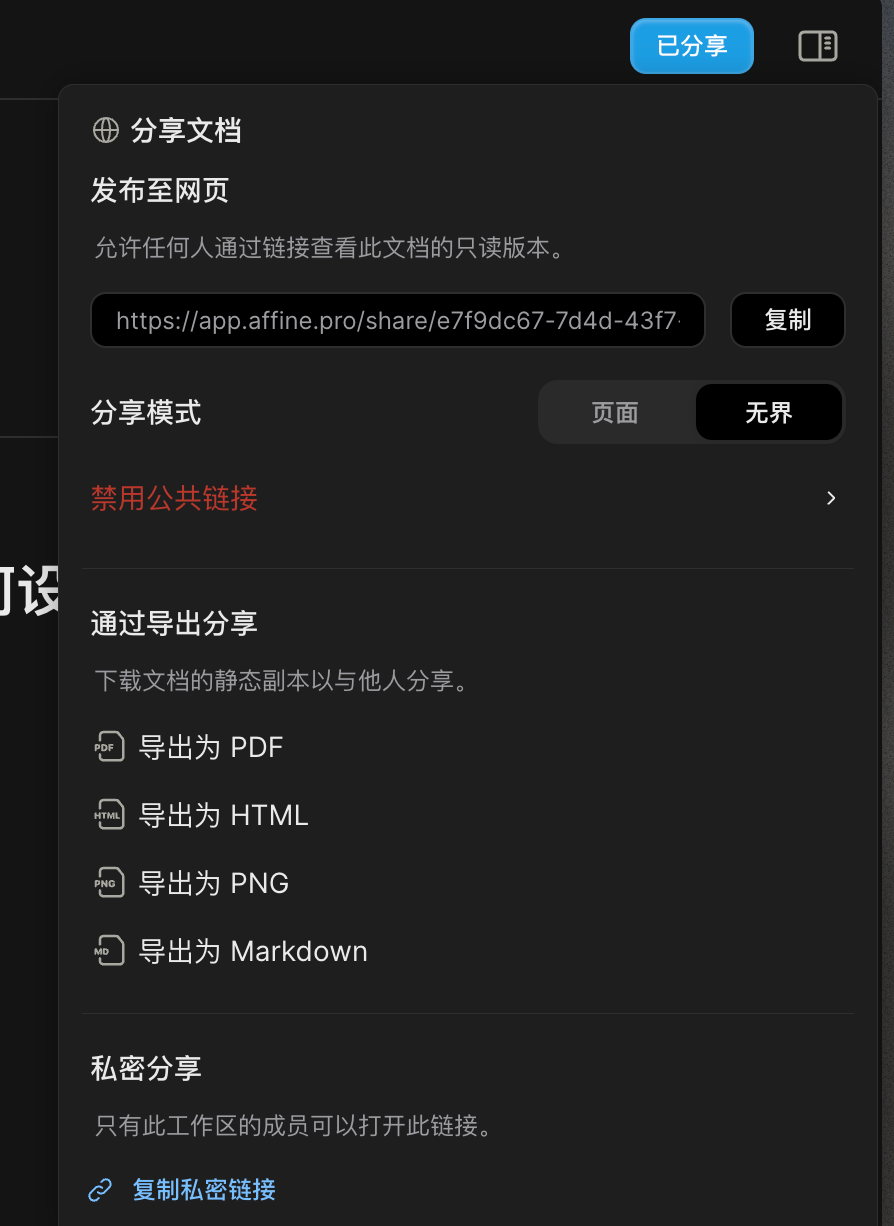 已分享
分享文档
发布至网页
允许任何人通过链接查看此文档的只读版本。
https://app.affine.pro/share/e7f9dc67-7d4d-43f7-
复制
分享模式
页面
无界
禁用公共链接
何设
通过导出分享
下载文档的静态副本以与他人分享。
PDF 导出为 PDF
HTML 导出为 HTML
PNG 导出为 PNG
MD 导出为 Markdown
私密分享
只有此工作区的成员可以打开此链接。
复制私密链接